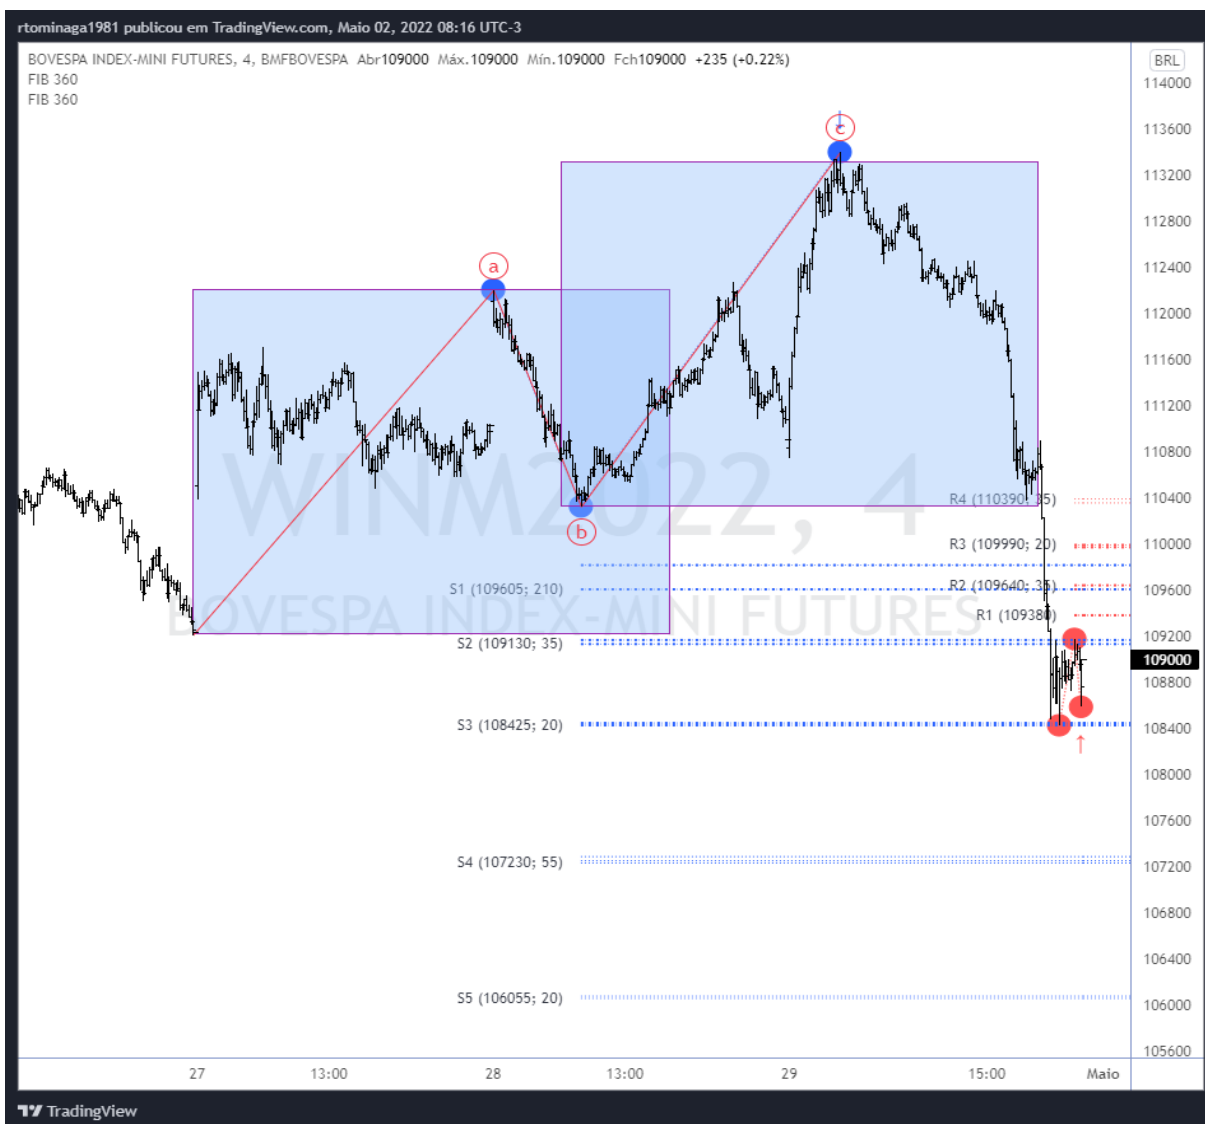 rtominaga1981 publicou em TradingView.com, Maio 02, 2022 08:16 UTC-3
BOVESPA INDEX-MINI FUTURES, 4, BMFBOVESPA Abr109000 Máx.109000 Mín.109000 Fch109000 +235 (+0.22%)
FIB 360
FIB 360
BRL
114000
113600
113200
112800
112400
112000
111600
111200
110800
110400
110000
109600
109200
109000
108800
108400
108000
107600
107200
106800
106400
106000
105600
c
a
b
WINM2022, 4
BOVESPA INDEX-MINI FUTURES
R4 (110390; 35)
R3 (109990; 20)
S1 (109605; 210)
R2 (109640; 35)
R1 (109380)
S2 (109130; 35)
S3 (108425; 20)
S4 (107230; 55)
S5 (106055; 20)
27 13:00 28 13:00 29 15:00 Maio
TradingView